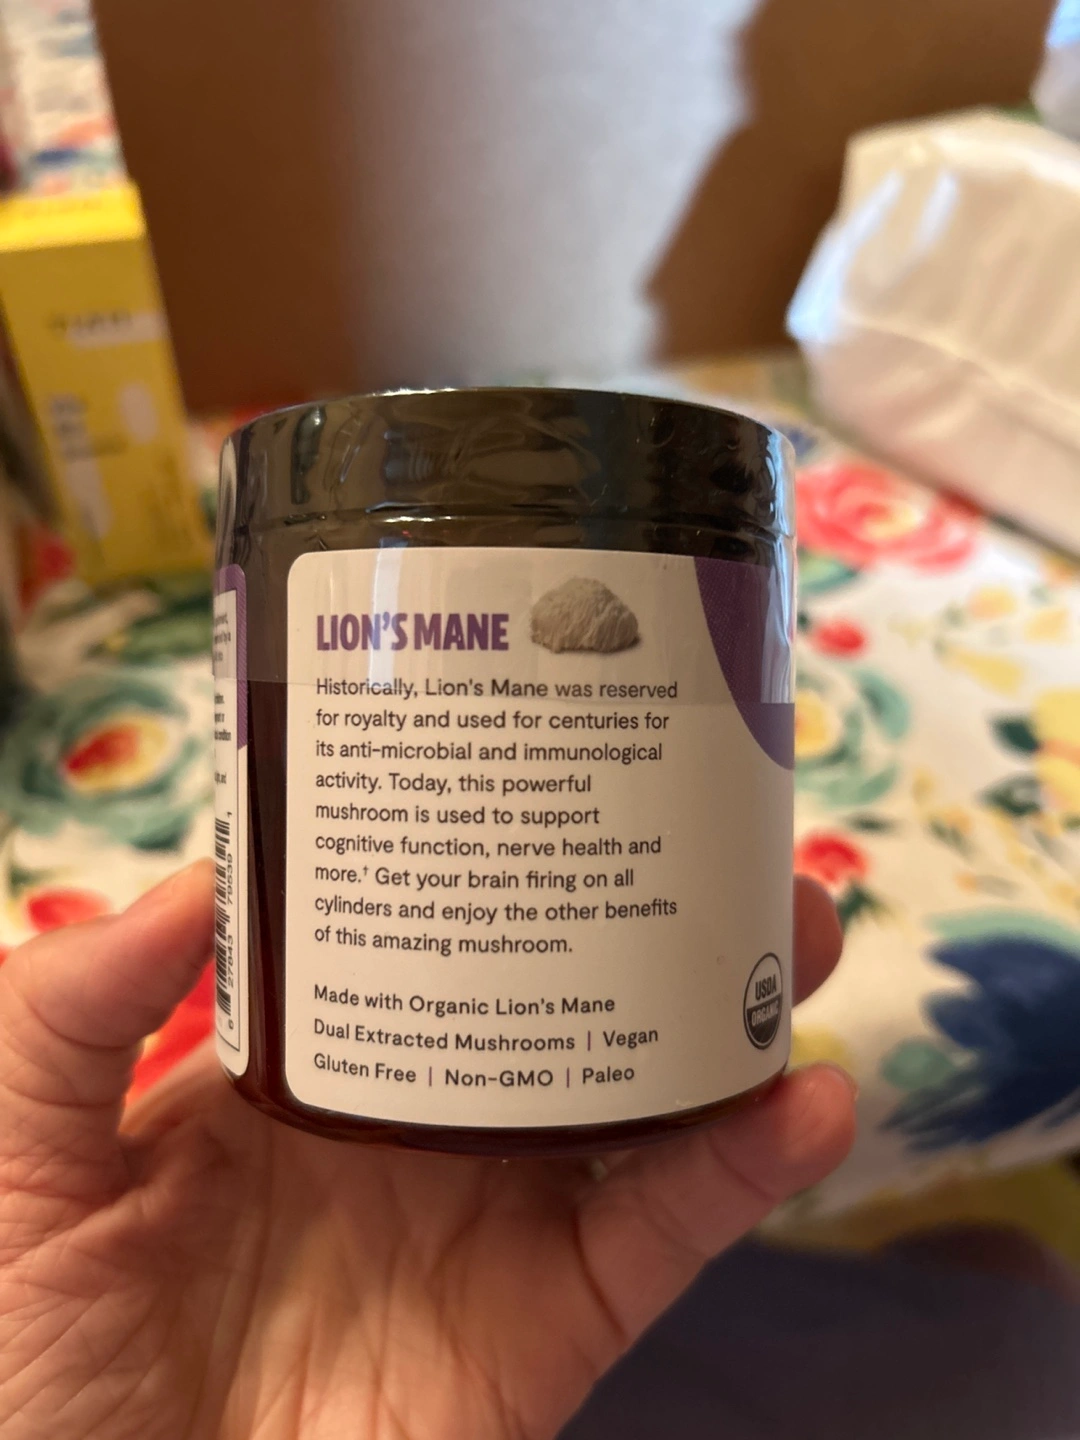 LION'S MANE
Historically, Lion's Mane was reserved
for royalty and used for centuries for
its anti-microbial and immunological
activity. Today, this powerful
mushroom is used to support
cognitive function, nerve health and
more.† Get your brain firing on all
cylinders and enjoy the other benefits
of this amazing mushroom.
Made with Organic Lion's Mane
Dual Extracted Mushrooms | Vegan
Gluten Free | Non-GMO | Paleo
USDA
ORGANIC